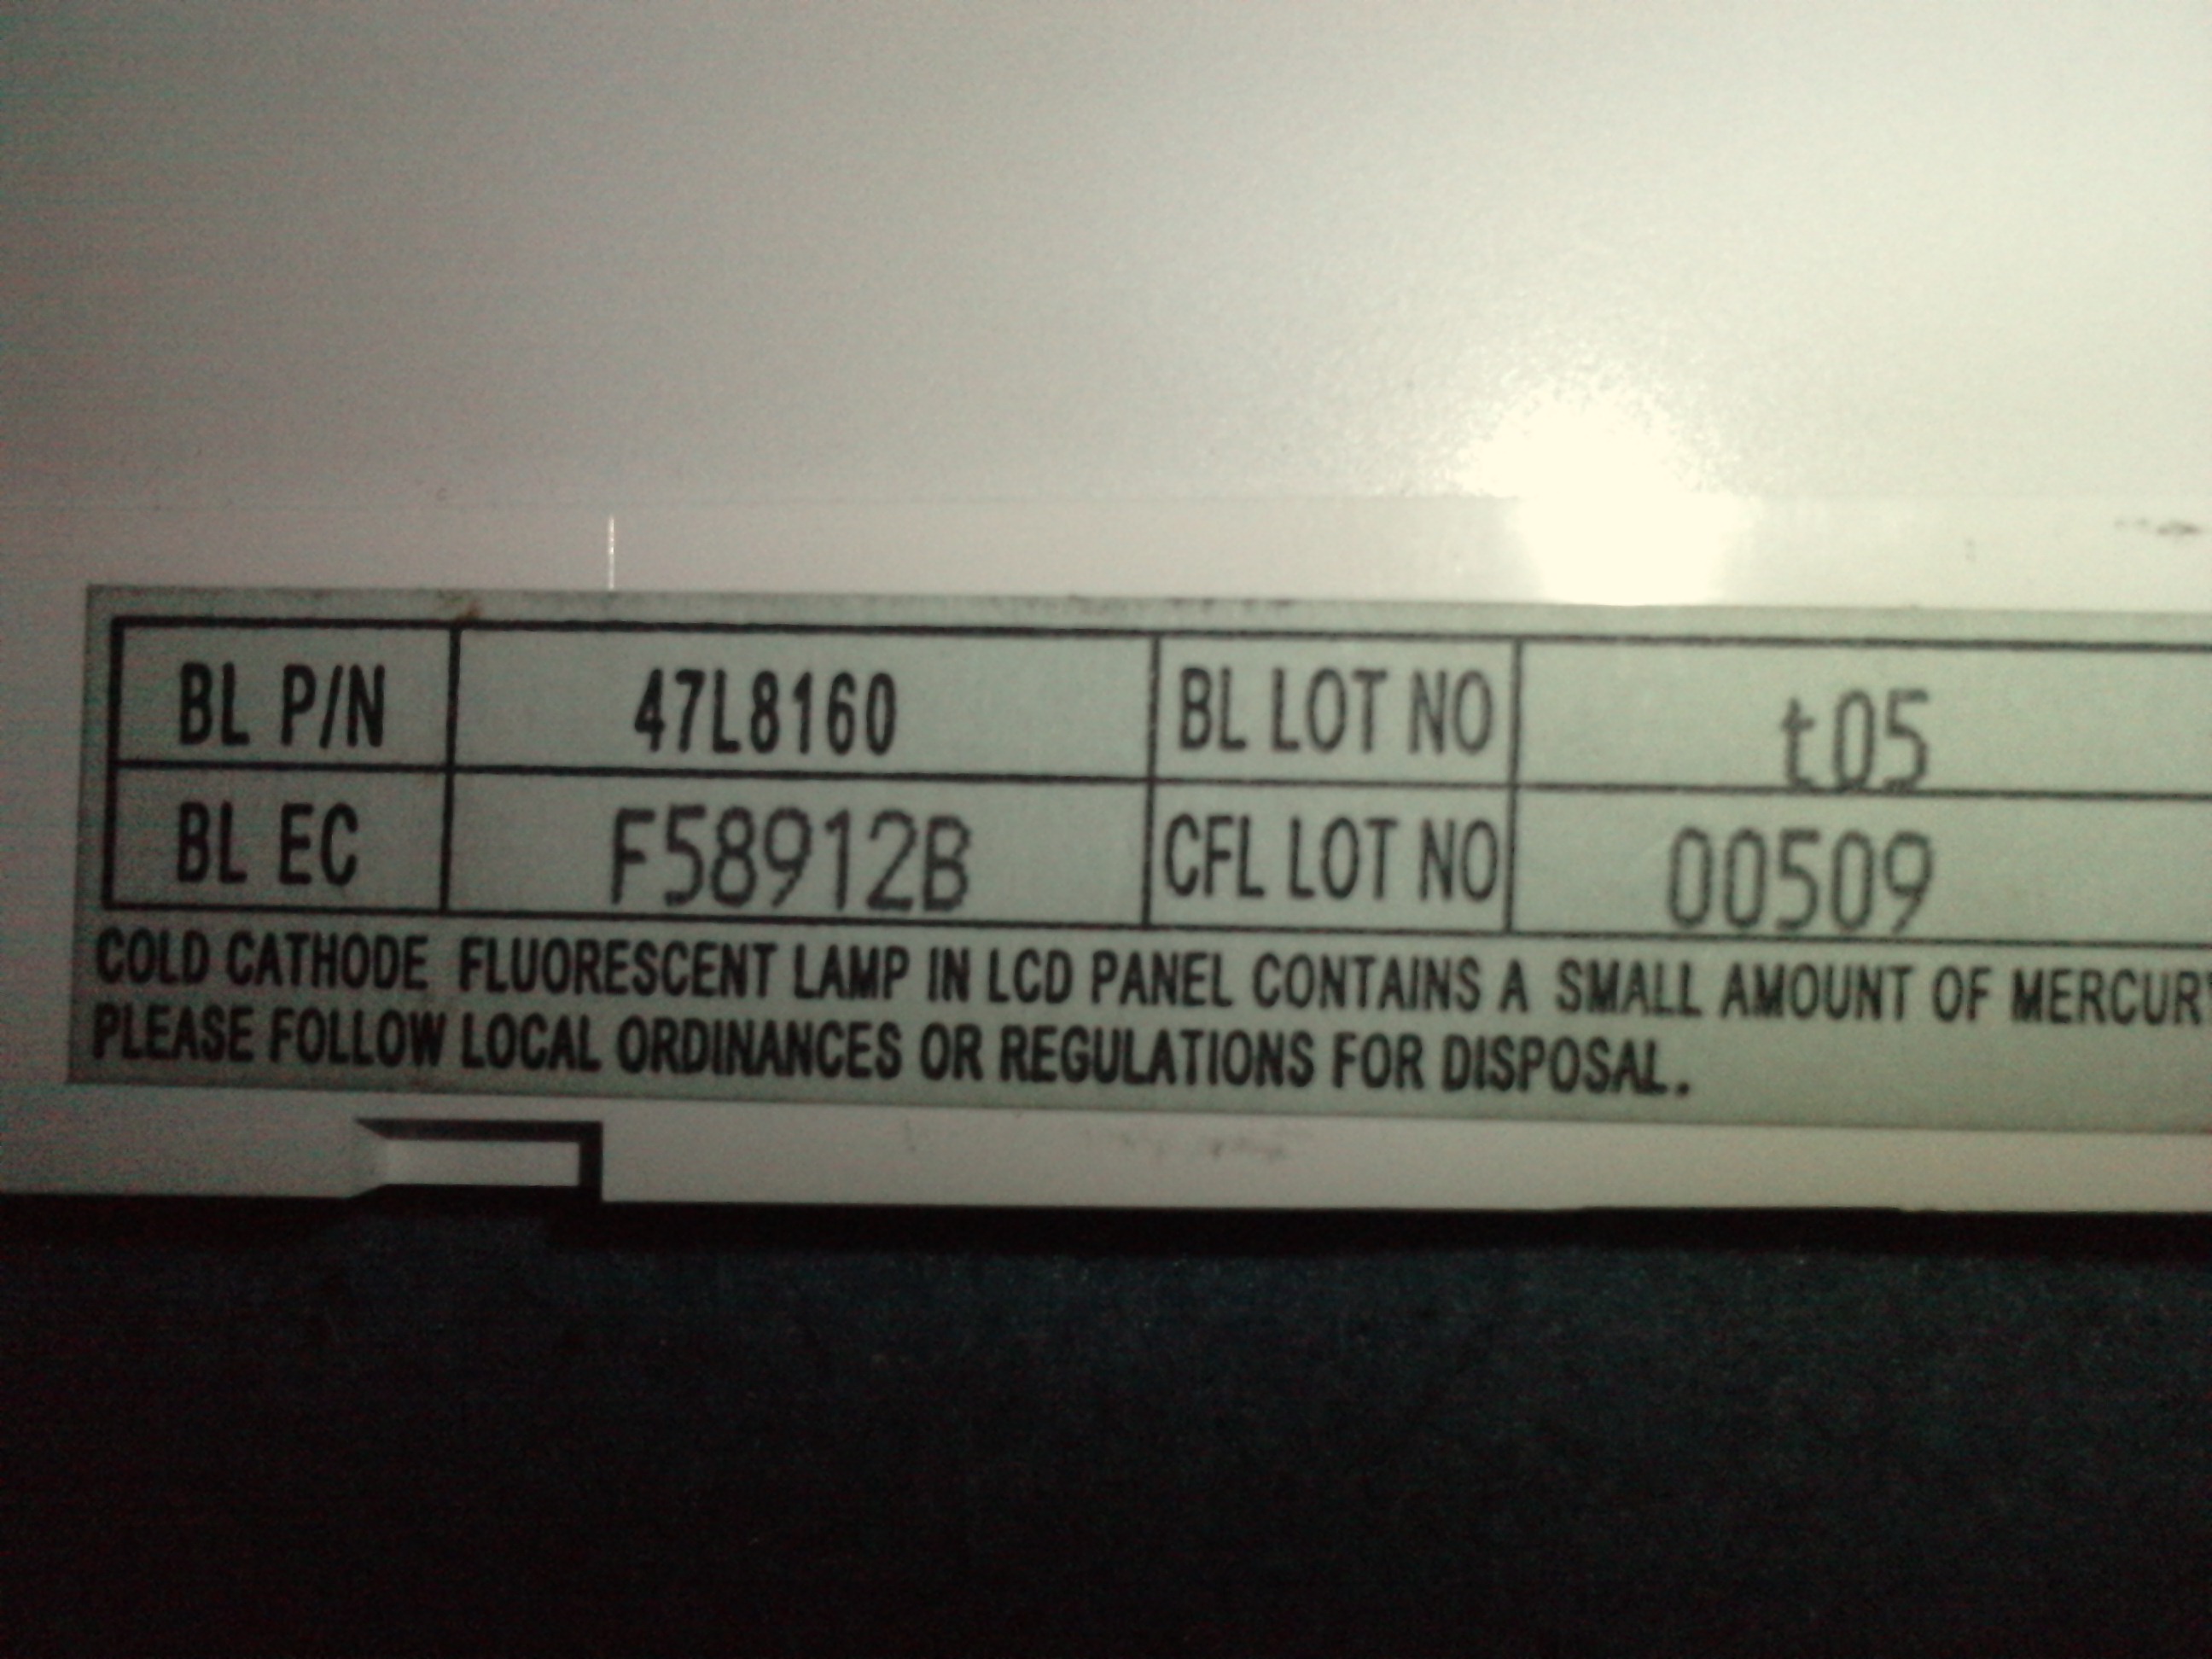 BL P/N 47L8160 BL LOT NO t05
BL EC F58912B CFL LOT NO 00509
COLD CATHODE FLUORESCENT LAMP IN LCD PANEL CONTAINS A SMALL AMOUNT OF MERCURY
PLEASE FOLLOW LOCAL ORDINANCES OR REGULATIONS FOR DISPOSAL.